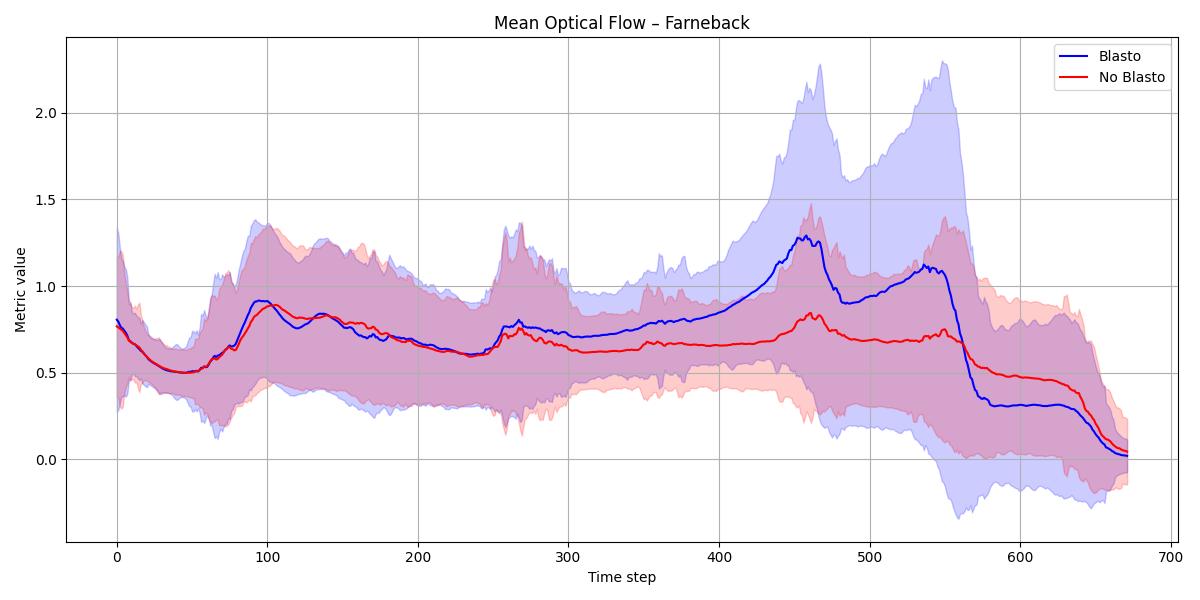 Mean Optical Flow – Farneback
Blasto
No Blasto
Metric value
2.0
1.5
1.0
0.5
0.0
0 100 200 300 400 500 600 700
Time step